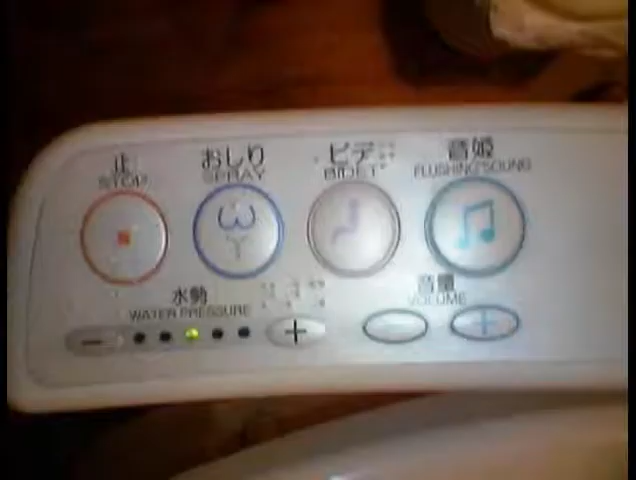 止 おしり ビデ 音姫
STOP SPRAY BIDET FLUSHING SOUND
水勢 音量
WATER PRESSURE VOLUME
− + − +